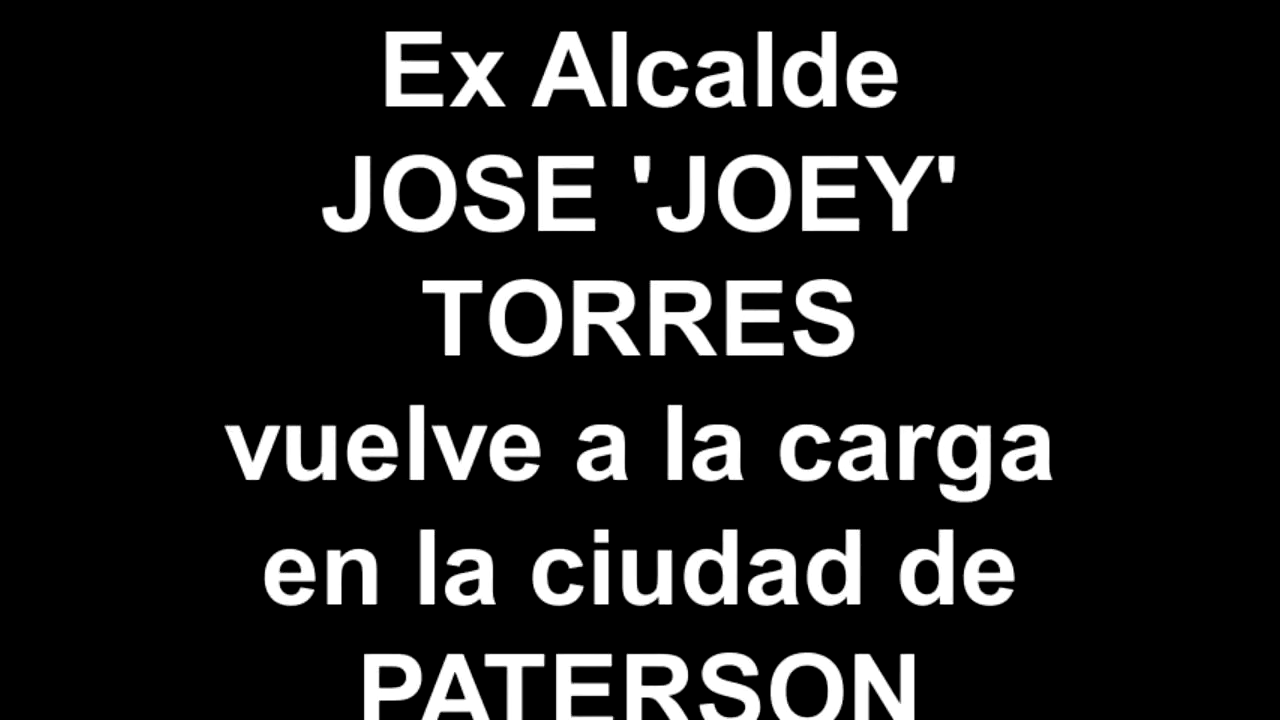 Ex Alcalde
JOSE 'JOEY'
TORRES
vuelve a la carga
en la ciudad de
PATERSON